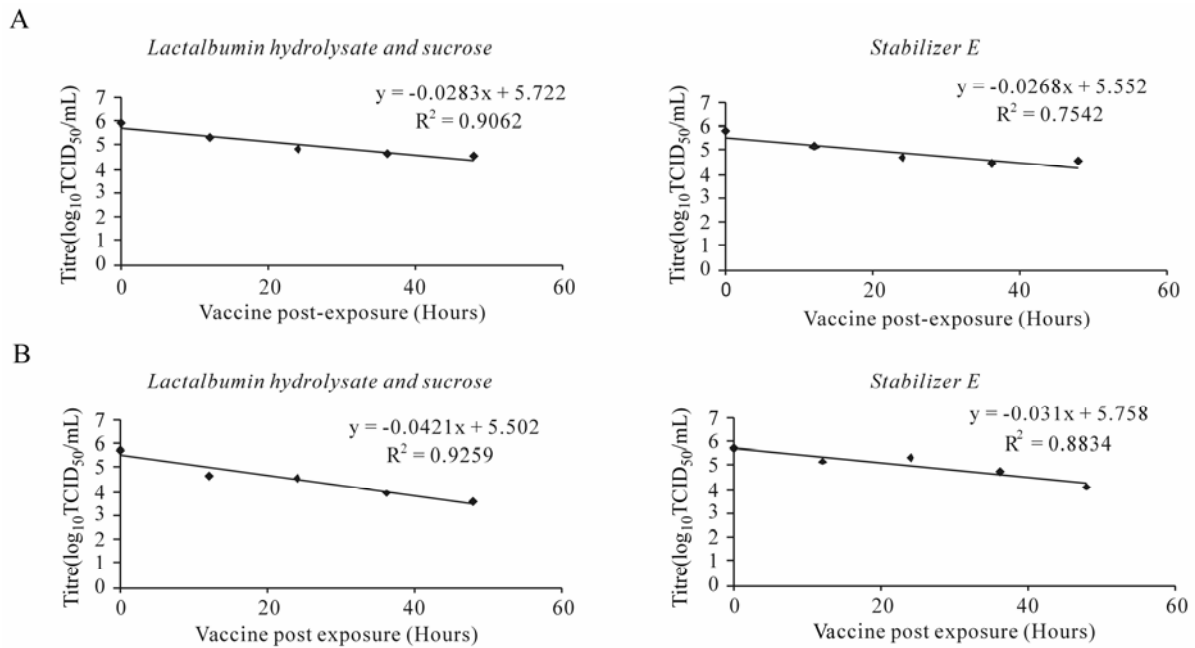 A
Lactalbumin hydrolysate and sucrose
y = -0.0283x + 5.722
R² = 0.9062
Titre(log₁₀TCID₅₀/mL)
7
6
5
4
3
2
1
0
0 20 40 60
Vaccine post-exposure (Hours)
Stabilizer E
y = -0.0268x + 5.552
R² = 0.7542
Titre(log₁₀TCID₅₀/mL)
7
6
5
4
3
2
1
0
0 20 40 60
Vaccine post-exposure (Hours)
B
Lactalbumin hydrolysate and sucrose
y = -0.0421x + 5.502
R² = 0.9259
Titre(log₁₀TCID₅₀/mL)
7
6
5
4
3
2
1
0
0 20 40 60
Vaccine post exposure (Hours)
Stabilizer E
y = -0.031x + 5.758
R² = 0.8834
Titre(log₁₀TCID₅₀/mL)
7
6
5
4
3
2
1
0
0 20 40 60
Vaccine post exposure (Hours)